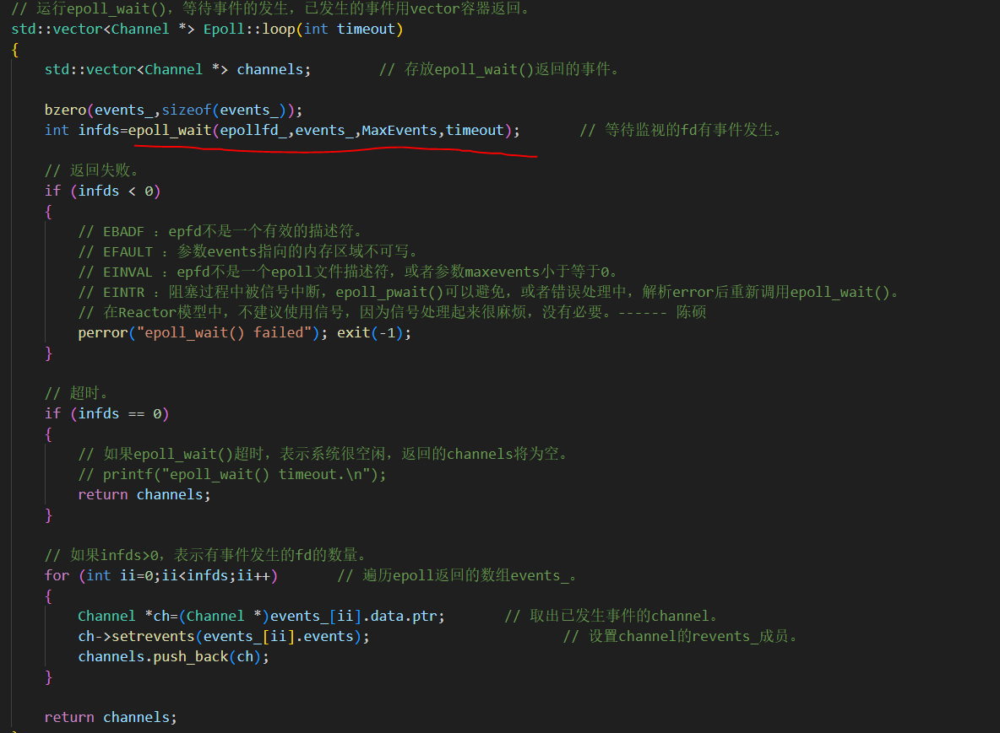 // 运行epoll_wait()，等待事件的发生，已发生的事件用vector容器返回。
std::vector<Channel *> Epoll::loop(int timeout)
{
    std::vector<Channel *> channels;        // 存放epoll_wait()返回的事件。
    bzero(events_,sizeof(events_));
    int infds=epoll_wait(epollfd_,events_,MaxEvents,timeout);       // 等待监视的fd有事件发生。
    // 返回失败。
    if (infds < 0)
    {
        // EBADF ：epfd不是一个有效的描述符。
        // EFAULT ：参数events指向的内存区域不可写。
        // EINVAL ：epfd不是一个epoll文件描述符，或者参数maxevents小于等于0。
        // EINTR ：阻塞过程中被信号中断，epoll_pwait()可以避免，或者错误处理中，解析error后重新调用epoll_wait()。
        // 在Reactor模型中，不建议使用信号，因为信号处理起来很麻烦，没有必要。------ 陈硕
        perror("epoll_wait() failed"); exit(-1);
    }
    // 超时。
    if (infds == 0)
    {
        // 如果epoll_wait()超时，表示系统很空闲，返回的channels将为空。
        // printf("epoll_wait() timeout.\n");
        return channels;
    }
    // 如果infds>0，表示有事件发生的fd的数量。
    for (int ii=0;ii<infds;ii++)       // 遍历epoll返回的数组events_。
    {
        Channel *ch=(Channel *)events_[ii].data.ptr;       // 取出已发生事件的channel。
        ch->setrevents(events_[ii].events);                       // 设置channel的revents_成员。
        channels.push_back(ch);
    }
    return channels;
}